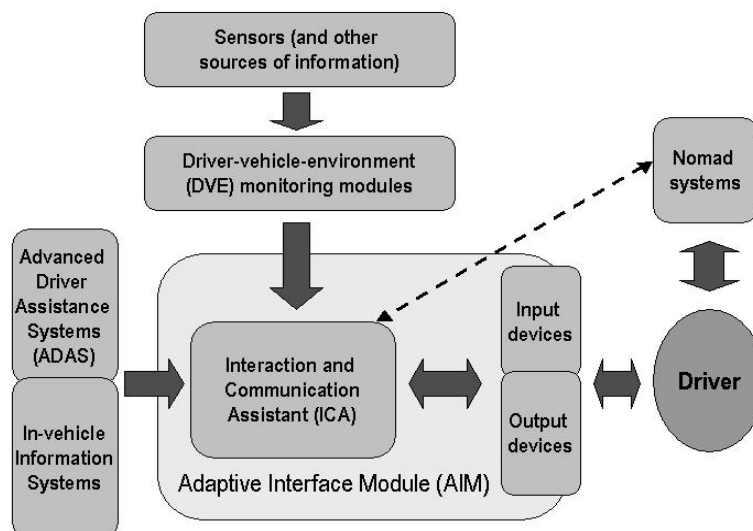 Sensors (and other
sources of information)
Driver-vehicle-environment
(DVE) monitoring modules
Nomad
systems
Advanced
Driver
Assistance
Systems
(ADAS)
In-vehicle
Information
Systems
Interaction and
Communication
Assistant (ICA)
Input
devices
Output
devices
Driver
Adaptive Interface Module (AIM)